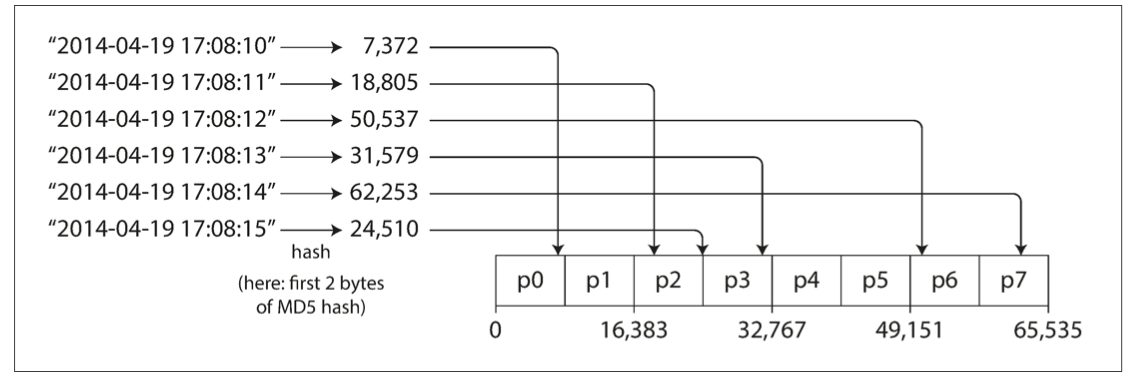 “2014-04-19 17:08:10” 7,372
“2014-04-19 17:08:11” 18,805
“2014-04-19 17:08:12” 50,537
“2014-04-19 17:08:13” 31,579
“2014-04-19 17:08:14” 62,253
“2014-04-19 17:08:15” 24,510
hash
(here: first 2 bytes
of MD5 hash)
p0 p1 p2 p3 p4 p5 p6 p7
0 16,383 32,767 49,151 65,535